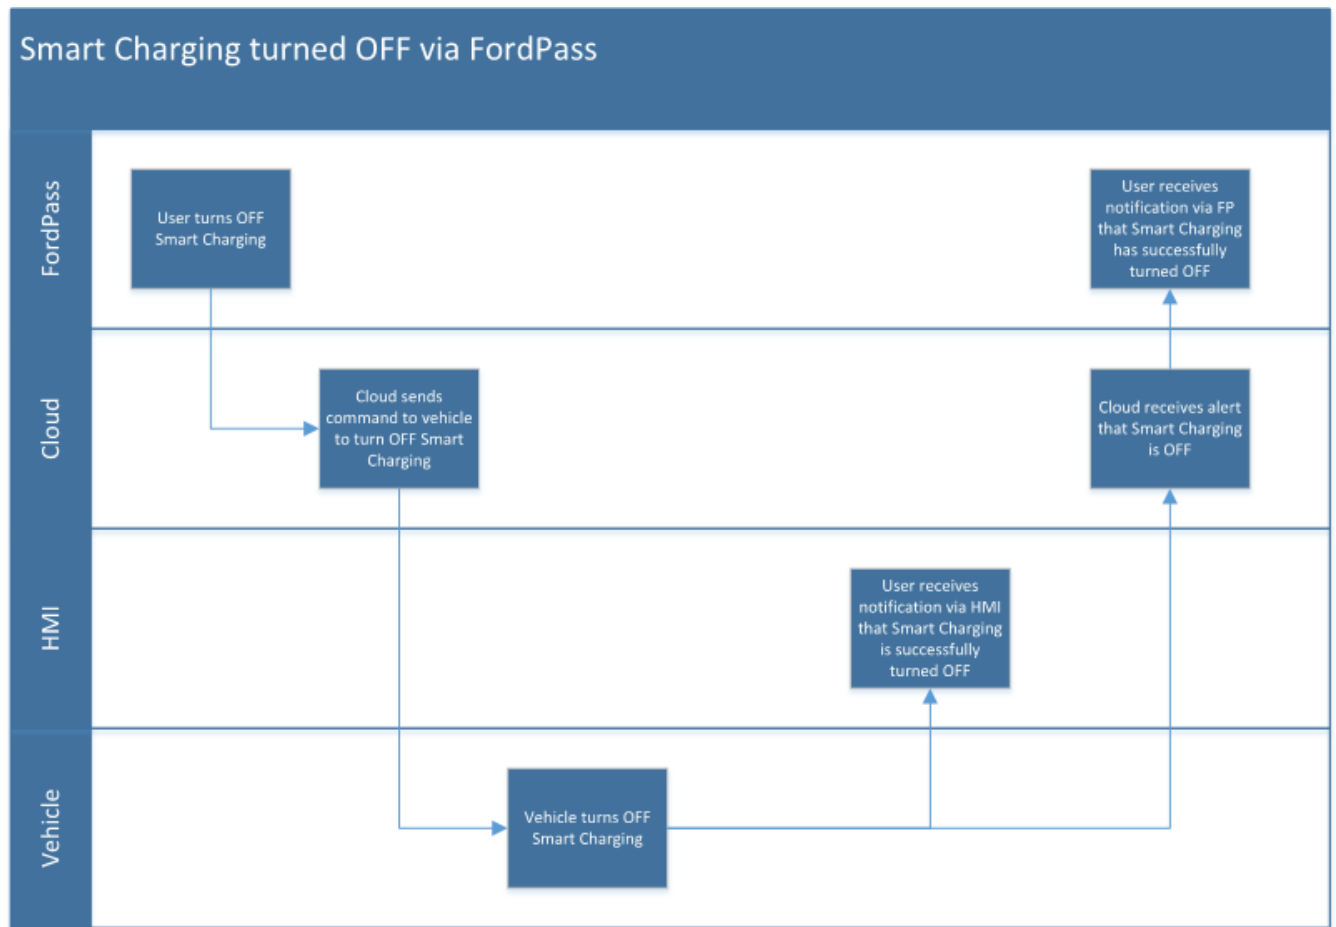 Smart Charging turned OFF via FordPass
FordPass
User turns OFF
Smart Charging
User receives
notification via FP
that Smart Charging
has successfully
turned OFF
Cloud
Cloud sends
command to vehicle
to turn OFF Smart
Charging
Cloud receives alert
that Smart Charging
is OFF
HMI
User receives
notification via HMI
that Smart Charging
is successfully
turned OFF
Vehicle
Vehicle turns OFF
Smart Charging